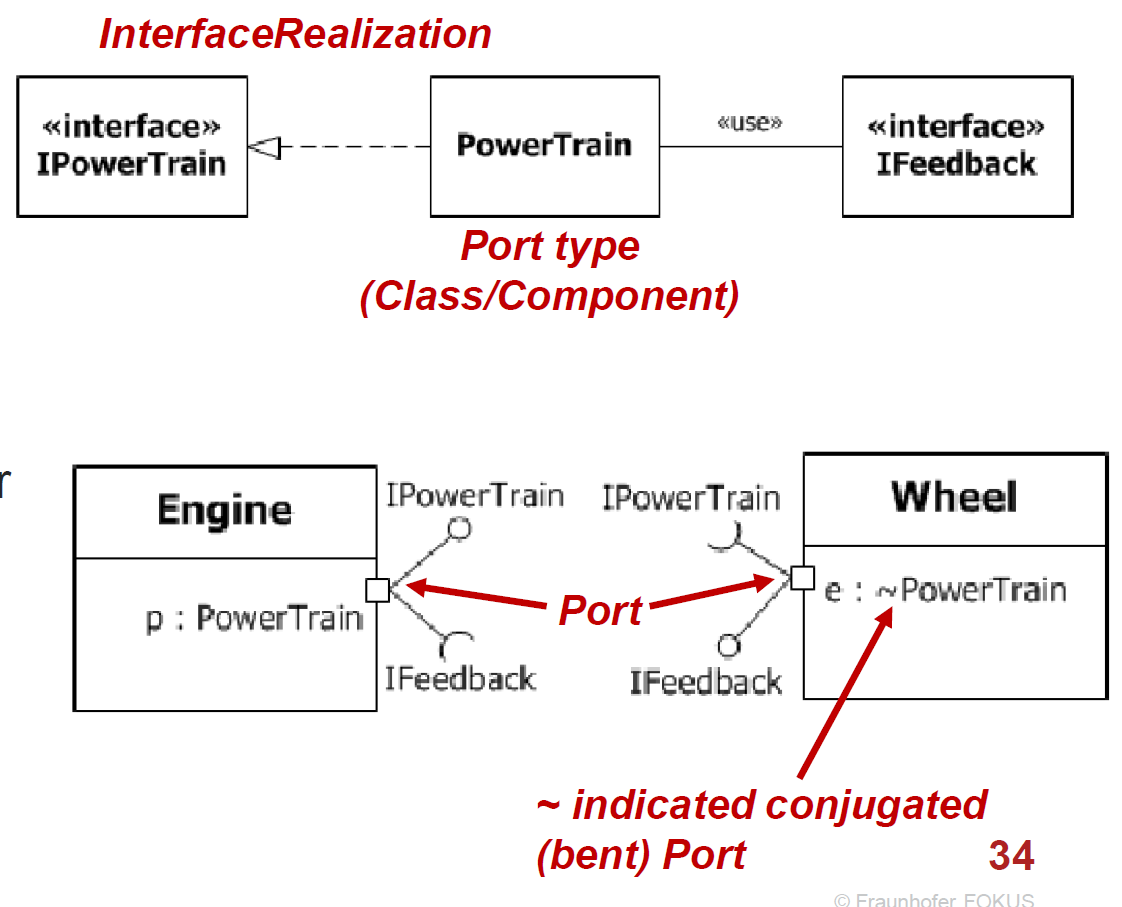 InterfaceRealization
«interface»
IPowerTrain
PowerTrain
«use»
«interface»
IFeedback
Port type
(Class/Component)
r
Engine
p : PowerTrain
IPowerTrain
IFeedback
Port
IPowerTrain
IFeedback
Wheel
e : ~PowerTrain
~ indicated conjugated
(bent) Port
34
© Fraunhofer FOKUS